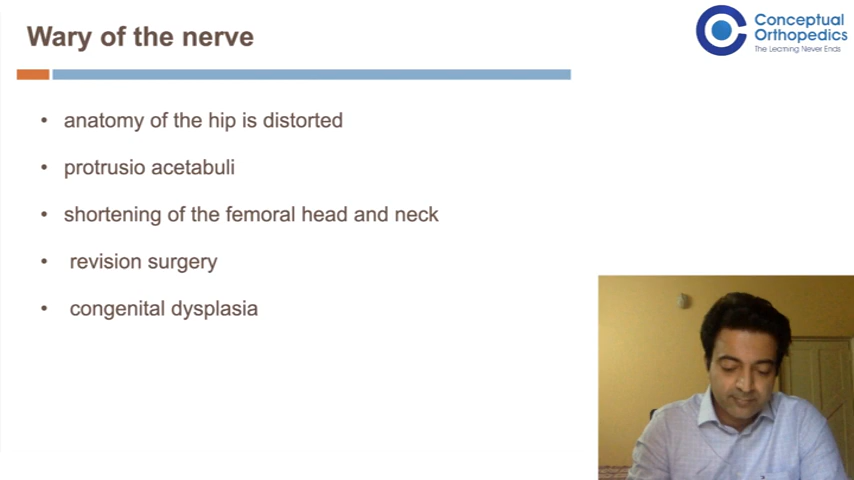 Wary of the nerve
Conceptual
Orthopedics
The Learning Never Ends
• anatomy of the hip is distorted
• protrusio acetabuli
• shortening of the femoral head and neck
• revision surgery
• congenital dysplasia